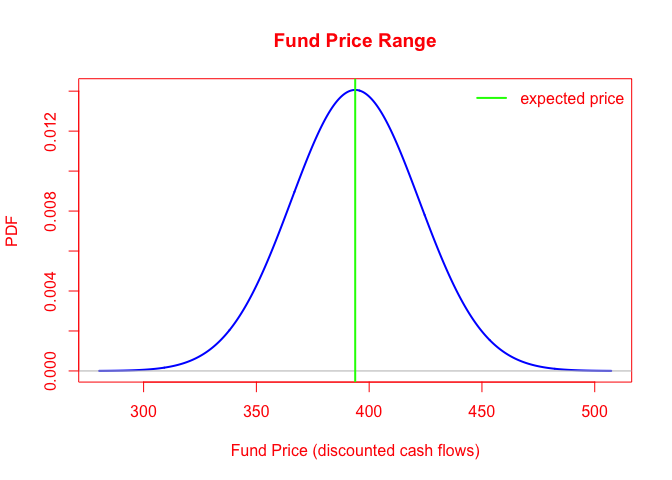 Fund Price Range
expected price
PDF
0.012
0.008
0.004
0.000
300 350 400 450 500
Fund Price (discounted cash flows)